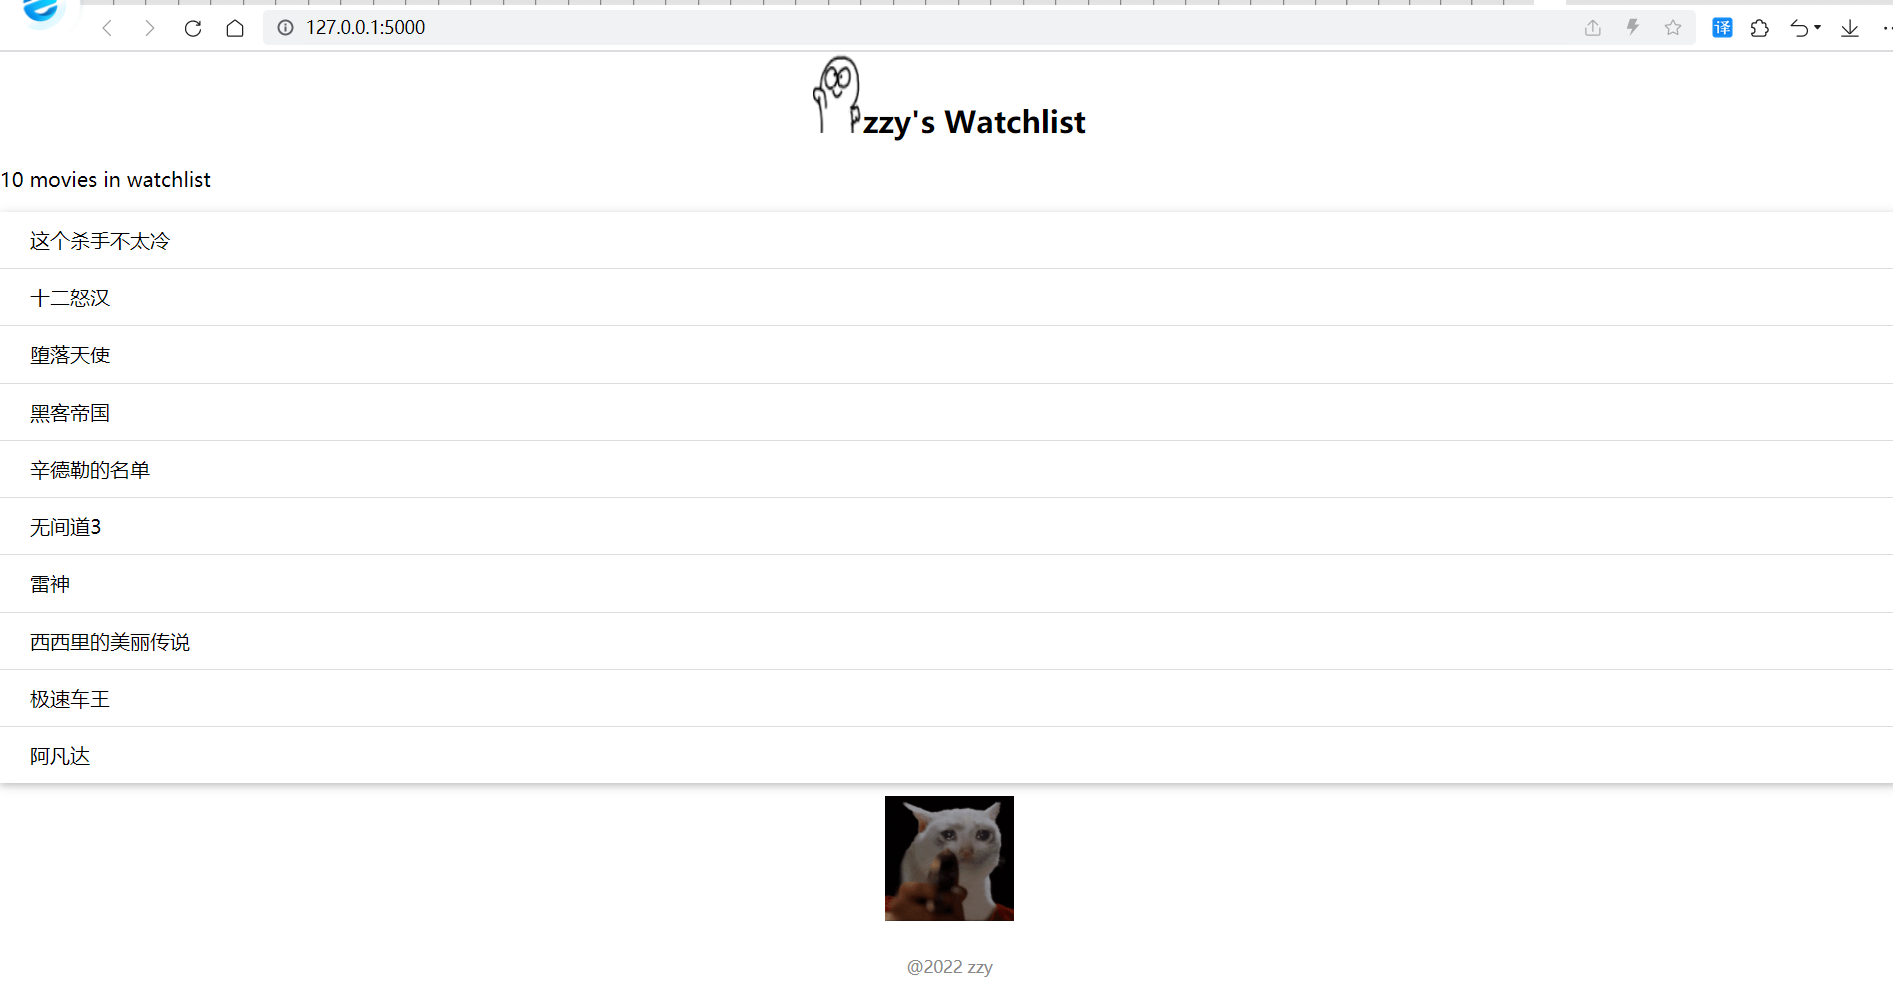 127.0.0.1:5000
译
zzy's Watchlist
10 movies in watchlist
这个杀手不太冷
十二怒汉
堕落天使
黑客帝国
辛德勒的名单
无间道3
雷神
西西里的美丽传说
极速车王
阿凡达
@2022 zzy